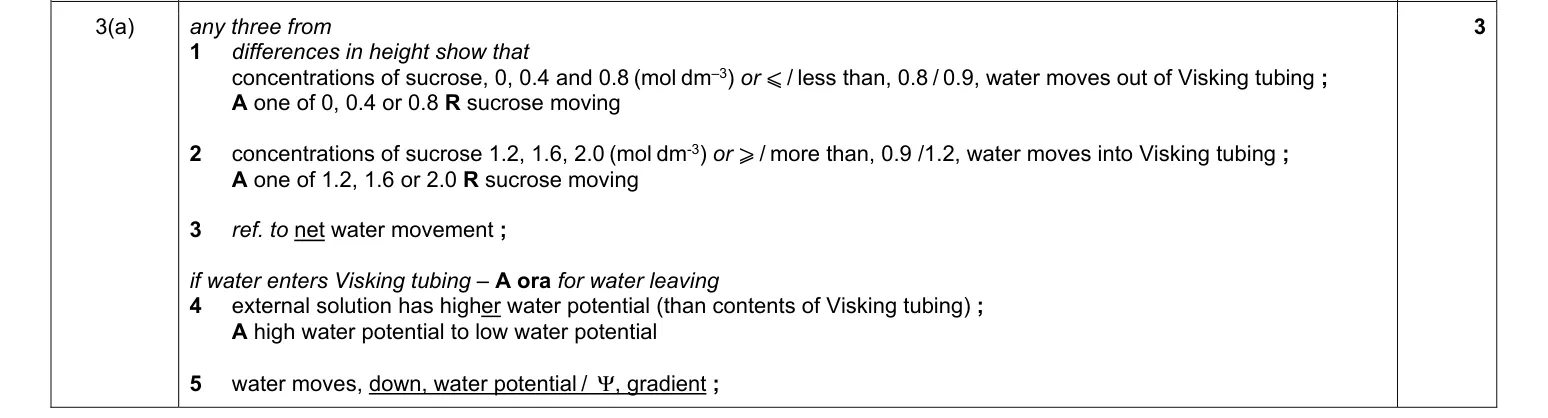 3(a) any three from 3
1 differences in height show that
concentrations of sucrose, 0, 0.4 and 0.8 (mol dm⁻³) or ⩽ / less than, 0.8 / 0.9, water moves out of Visking tubing ;
A one of 0, 0.4 or 0.8 R sucrose moving
2 concentrations of sucrose 1.2, 1.6, 2.0 (mol dm⁻³) or ⩾ / more than, 0.9 /1.2, water moves into Visking tubing ;
A one of 1.2, 1.6 or 2.0 R sucrose moving
3 ref. to net water movement ;
if water enters Visking tubing – A ora for water leaving
4 external solution has higher water potential (than contents of Visking tubing) ;
A high water potential to low water potential
5 water moves, down, water potential / Ψ, gradient ;